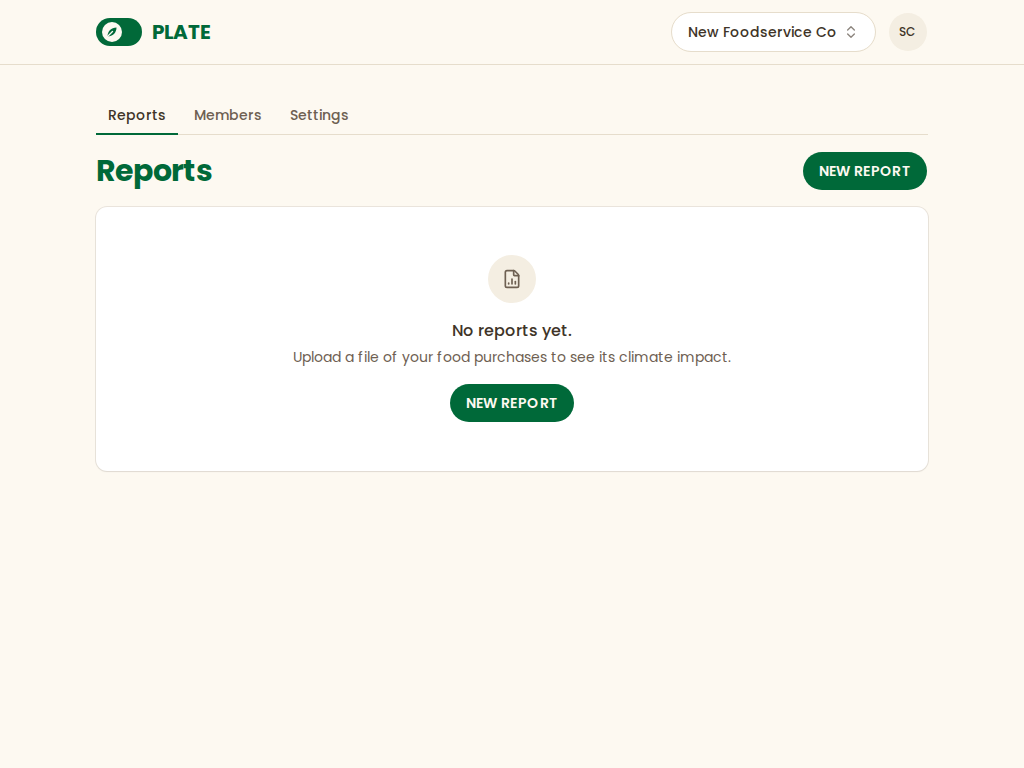 PLATE
New Foodservice Co
SC
Reports
Members
Settings
Reports
NEW REPORT
No reports yet.
Upload a file of your food purchases to see its climate impact.
NEW REPORT